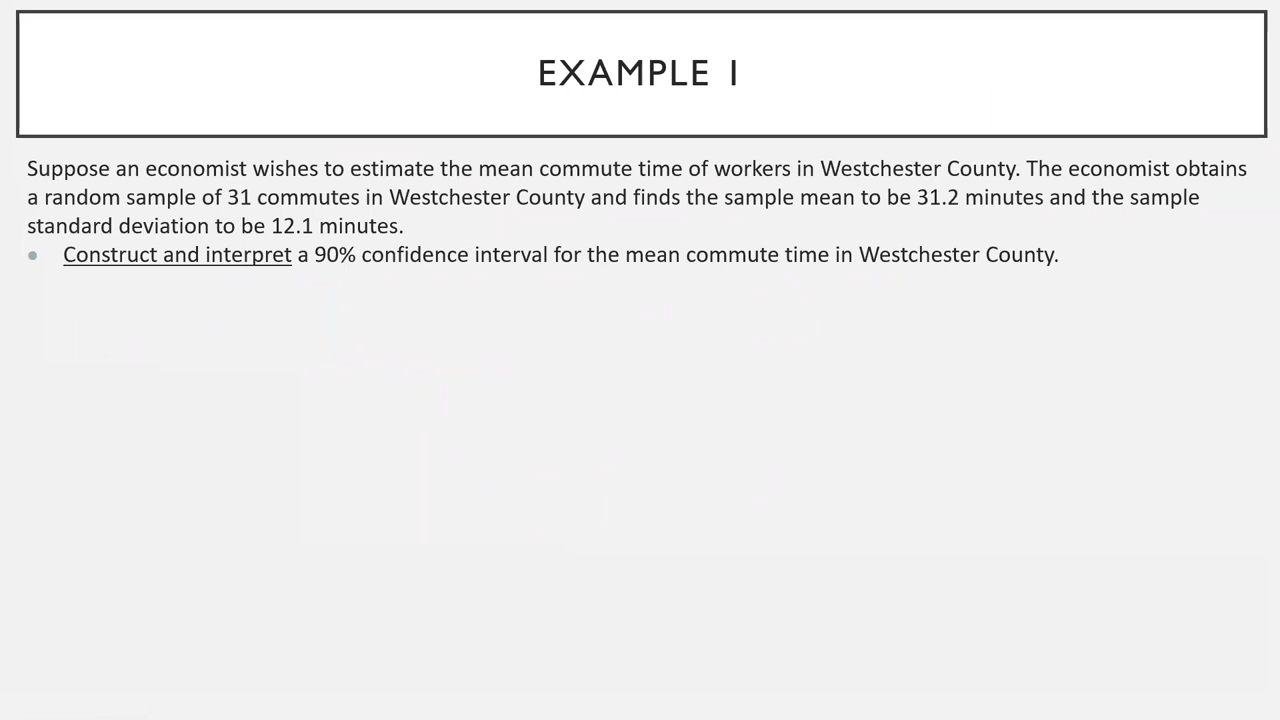 EXAMPLE 1
Suppose an economist wishes to estimate the mean commute time of workers in Westchester County. The economist obtains
a random sample of 31 commutes in Westchester County and finds the sample mean to be 31.2 minutes and the sample
standard deviation to be 12.1 minutes.
• Construct and interpret a 90% confidence interval for the mean commute time in Westchester County.